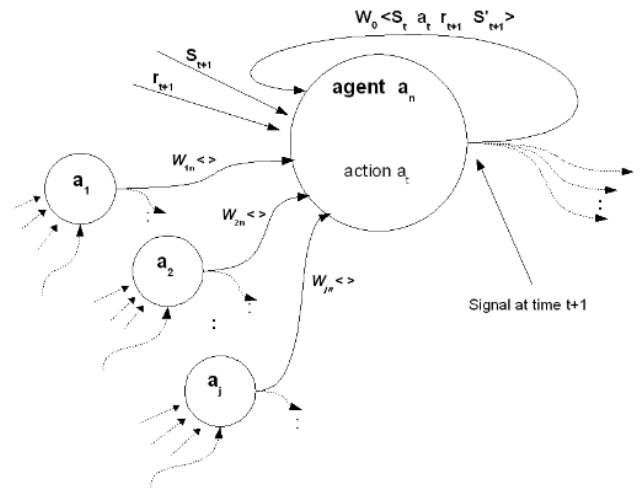 W₀ <Sₜ aₜ rₜ₊₁ S'ₜ₊₁>
Sₜ₊₁
rₜ₊₁
agent aₙ
action aₜ
W₁ₙ < >
a₁
:
W₂ₙ < >
a₂
:
:
Wⱼₙ < >
aⱼ
:
:
Signal at time t+1